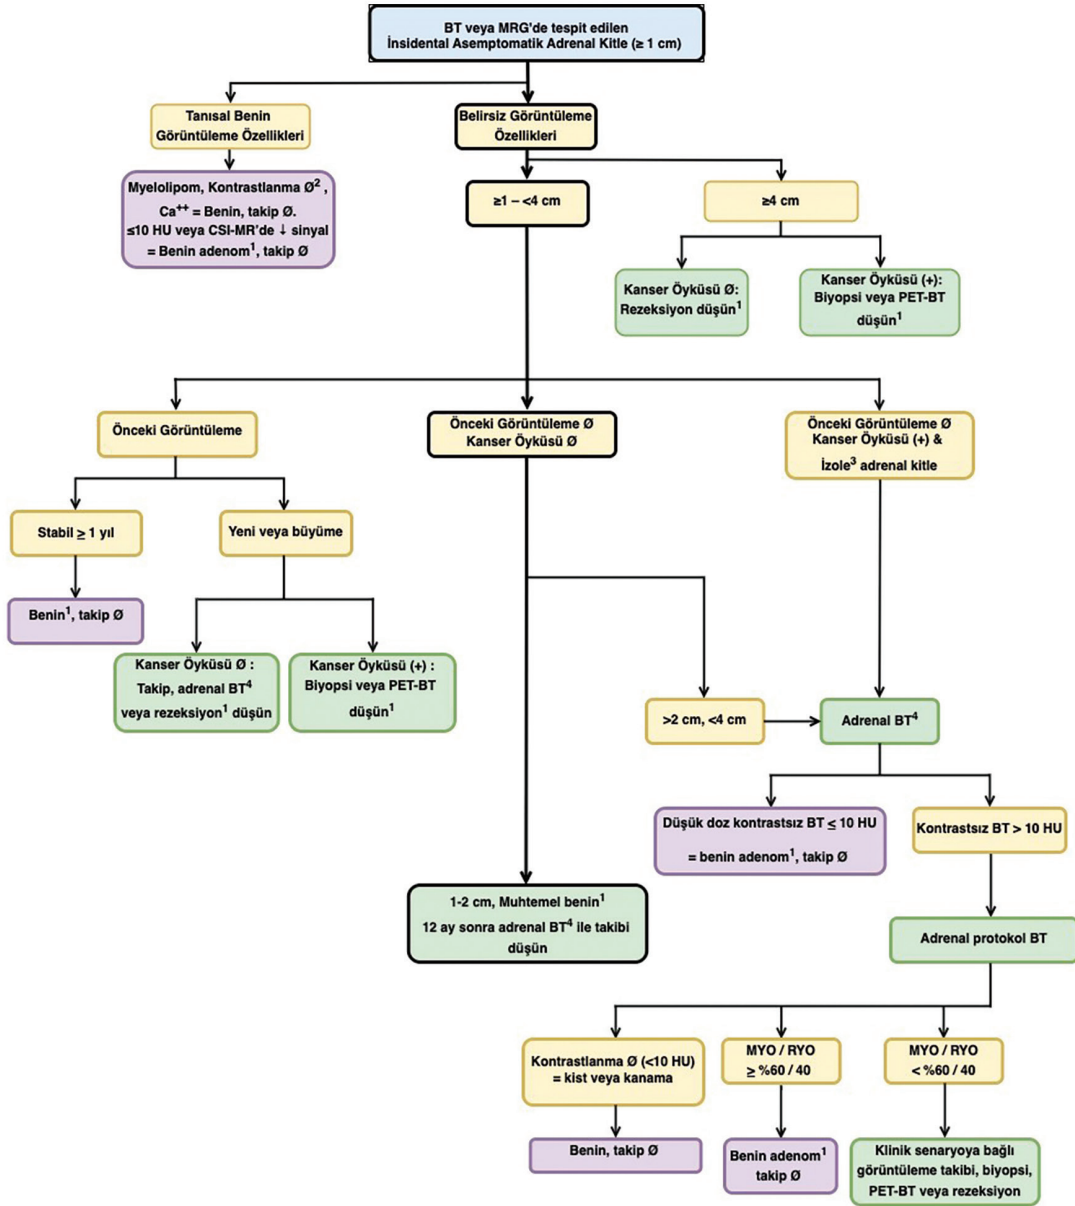 BT veya MRG'de tespit edilen
İnsidental Asemptomatik Adrenal Kitle (≥ 1 cm)
Tanısal Benin
Görüntüleme Özellikleri
Belirsiz Görüntüleme
Özellikleri
Myelolipom, Kontrastlanma Ø², 
Ca⁺⁺ = Benin, takip Ø.
≤10 HU veya CSI-MR'de ↓ sinyal
= Benin adenom¹, takip Ø
≥1 – <4 cm
≥4 cm
Kanser Öyküsü Ø:
Rezeksiyon düşün¹
Kanser Öyküsü (+):
Biyopsi veya PET-BT
düşün¹
Önceki Görüntüleme
Önceki Görüntüleme Ø
Kanser Öyküsü Ø
Önceki Görüntüleme Ø
Kanser Öyküsü (+) &
İzole³ adrenal kitle
Stabil ≥ 1 yıl
Yeni veya büyüme
Benin¹, takip Ø
Kanser Öyküsü Ø :
Takip, adrenal BT⁴
veya rezeksiyon¹ düşün
Kanser Öyküsü (+) :
Biyopsi veya PET-BT
düşün¹
>2 cm, <4 cm
Adrenal BT⁴
Düşük doz kontrastsız BT ≤ 10 HU
= benin adenom¹, takip Ø
Kontrastsız BT > 10 HU
1-2 cm, Muhtemel benin¹
12 ay sonra adrenal BT⁴ ile takibi
düşün
Adrenal protokol BT
Kontrastlanma Ø (<10 HU)
= kist veya kanama
MYO / RYO
≥ %60 / 40
MYO / RYO
< %60 / 40
Benin, takip Ø
Benin adenom¹
takip Ø
Klinik senaryoya bağlı
görüntüleme takibi, biyopsi,
PET-BT veya rezeksiyon